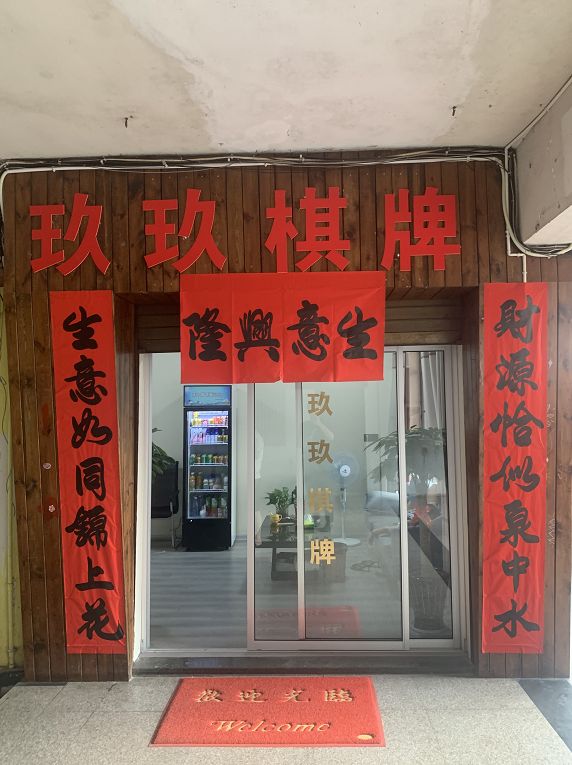 玖玖棋牌
隆興意生
生意如同錦上花
財源恰似泉中水
玖玖棋牌
歡迎光臨
Welcome